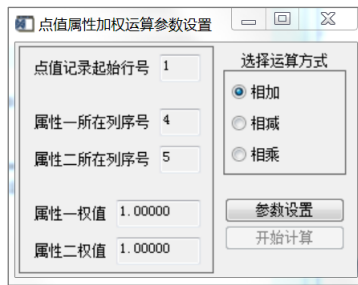 点值属性加权运算参数设置
点值记录起始行号 1
属性一所在列序号 4
属性二所在列序号 5
属性一权值 1.00000
属性二权值 1.00000
选择运算方式
相加
相减
相乘
参数设置
开始计算